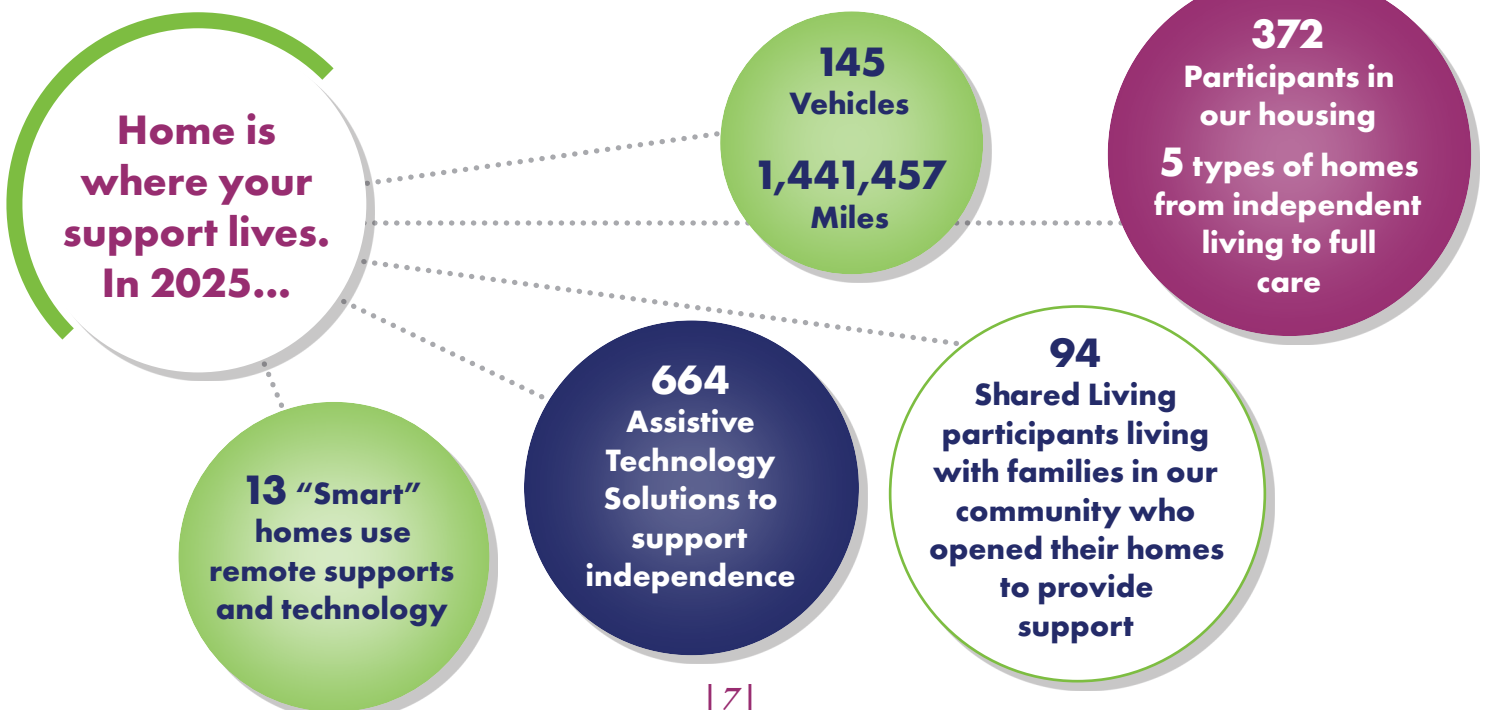 Home is
where your
support lives.
In 2025...
145
Vehicles
1,441,457
Miles
372
Participants in
our housing
5 types of homes
from independent
living to full
care
13 “Smart”
homes use
remote supports
and technology
664
Assistive
Technology
Solutions to
support
independence
94
Shared Living
participants living
with families in our
community who
opened their homes
to provide
support
|7|